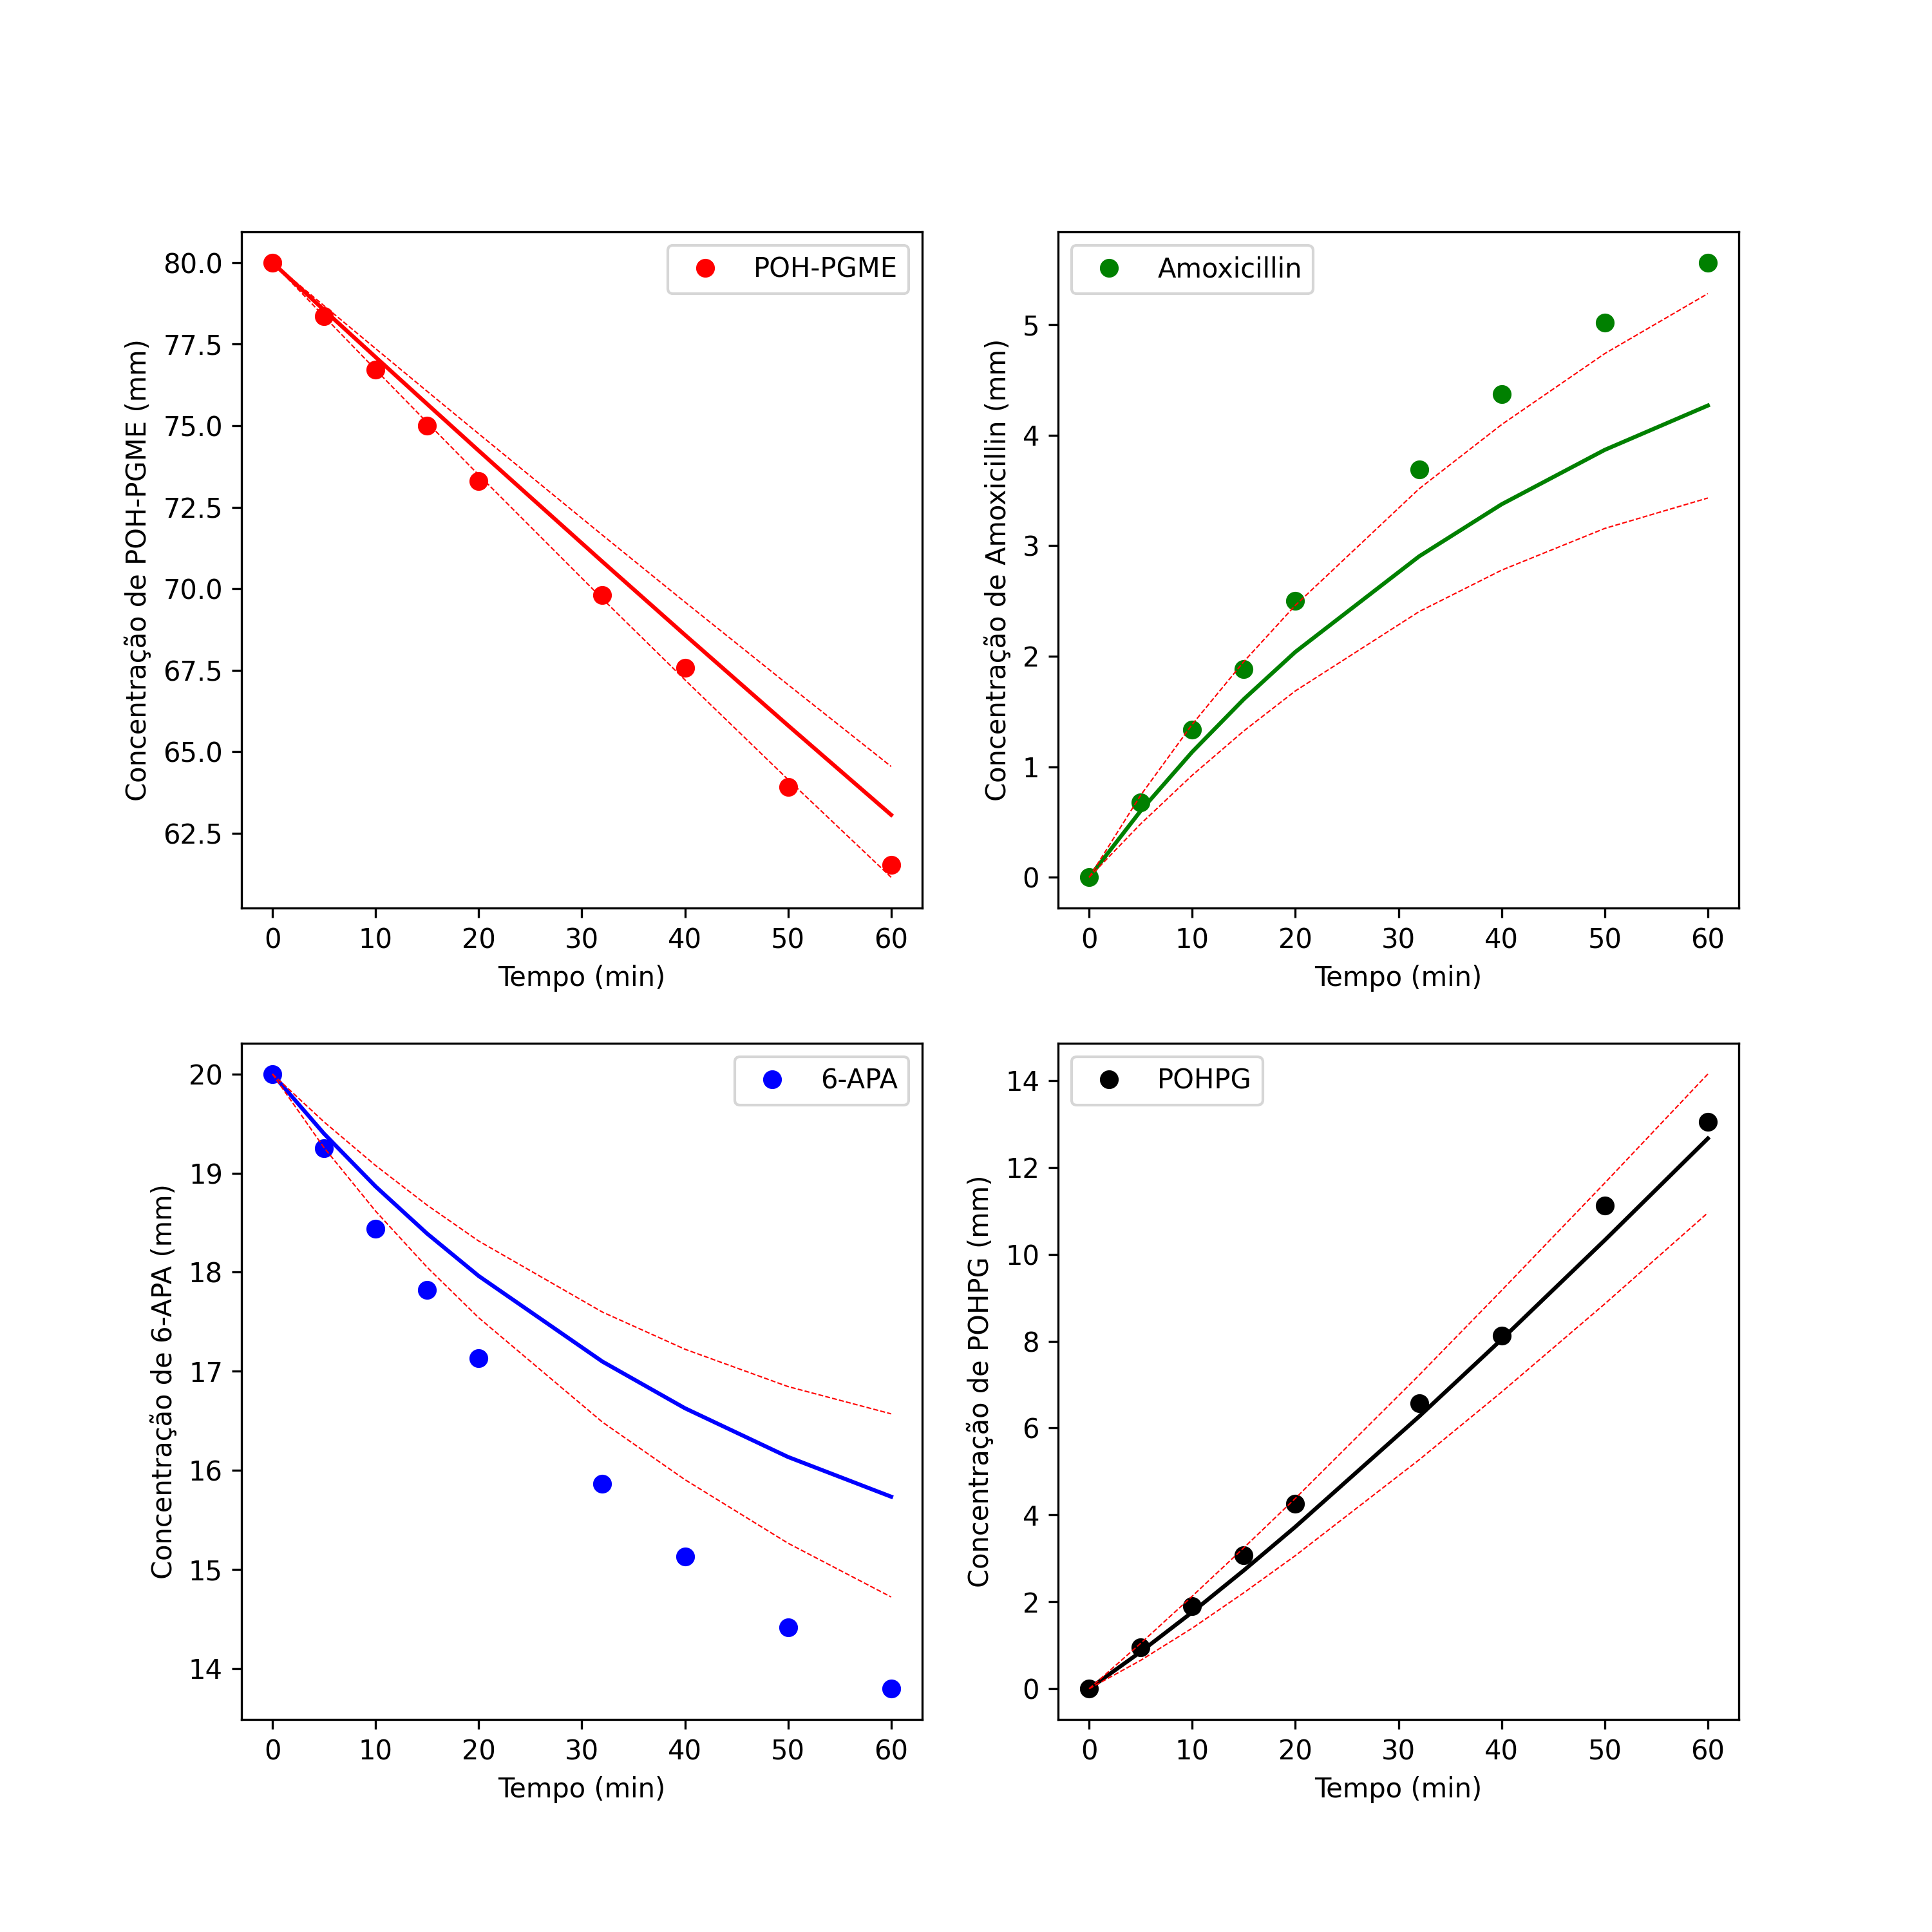 POH-PGME
Concentração de POH-PGME (mm)
80.0
77.5
75.0
72.5
70.0
67.5
65.0
62.5
0 10 20 30 40 50 60
Tempo (min)
Amoxicillin
Concentração de Amoxicillin (mm)
5
4
3
2
1
0
0 10 20 30 40 50 60
Tempo (min)
6-APA
Concentração de 6-APA (mm)
20
19
18
17
16
15
14
0 10 20 30 40 50 60
Tempo (min)
POHPG
Concentração de POHPG (mm)
14
12
10
8
6
4
2
0
0 10 20 30 40 50 60
Tempo (min)